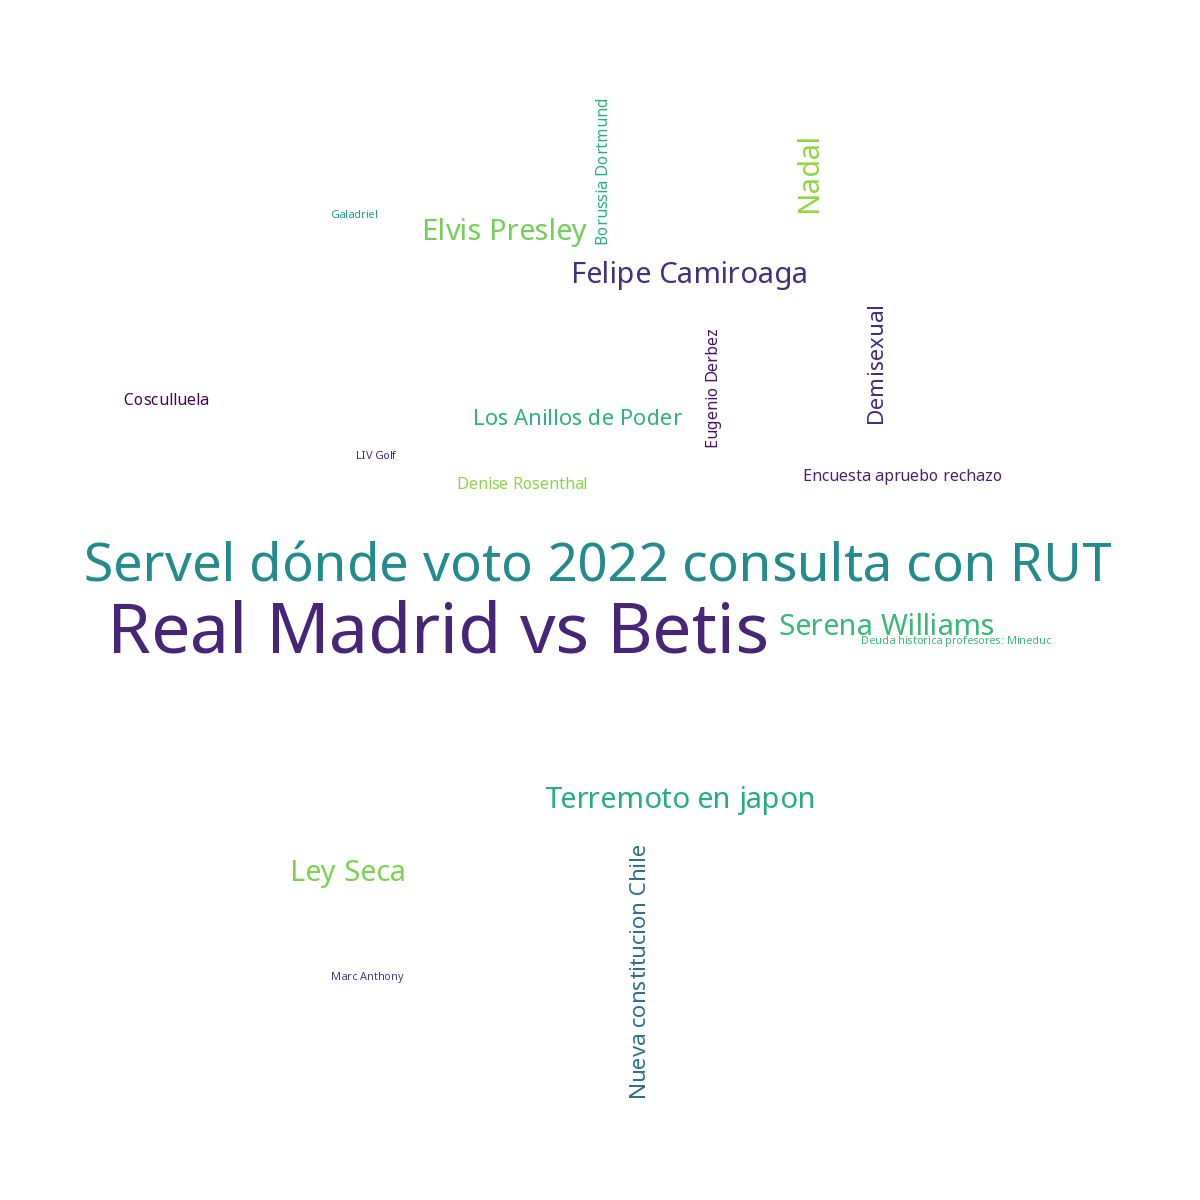 Borussia Dortmund
Nadal
Galadriel
Elvis Presley
Felipe Camiroaga
Demisexual
Eugenio Derbez
Cosculluela
Los Anillos de Poder
LIV Golf
Encuesta apruebo rechazo
Denise Rosenthal
Servel dónde voto 2022 consulta con RUT
Real Madrid vs Betis
Serena Williams
Deuda historica profesores: Mineduc
Terremoto en japon
Ley Seca
Nueva constitucion Chile
Marc Anthony